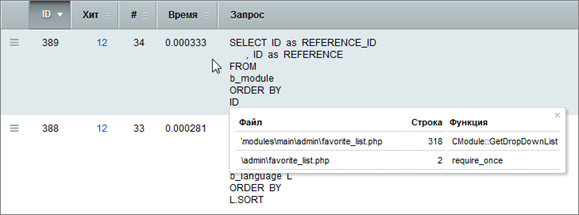 ID Хит # Время Запрос
389 12 34 0.000333 SELECT ID as REFERENCE_ID
, ID as REFERENCE
FROM
b_module
ORDER BY
ID
Файл Строка Функция
\modules\main\admin\favorite_list.php 318 CModule::GetDropDownList
\admin\favorite_list.php 2 require_once
388 12 33 0.000281
b_language L
ORDER BY
L.SORT